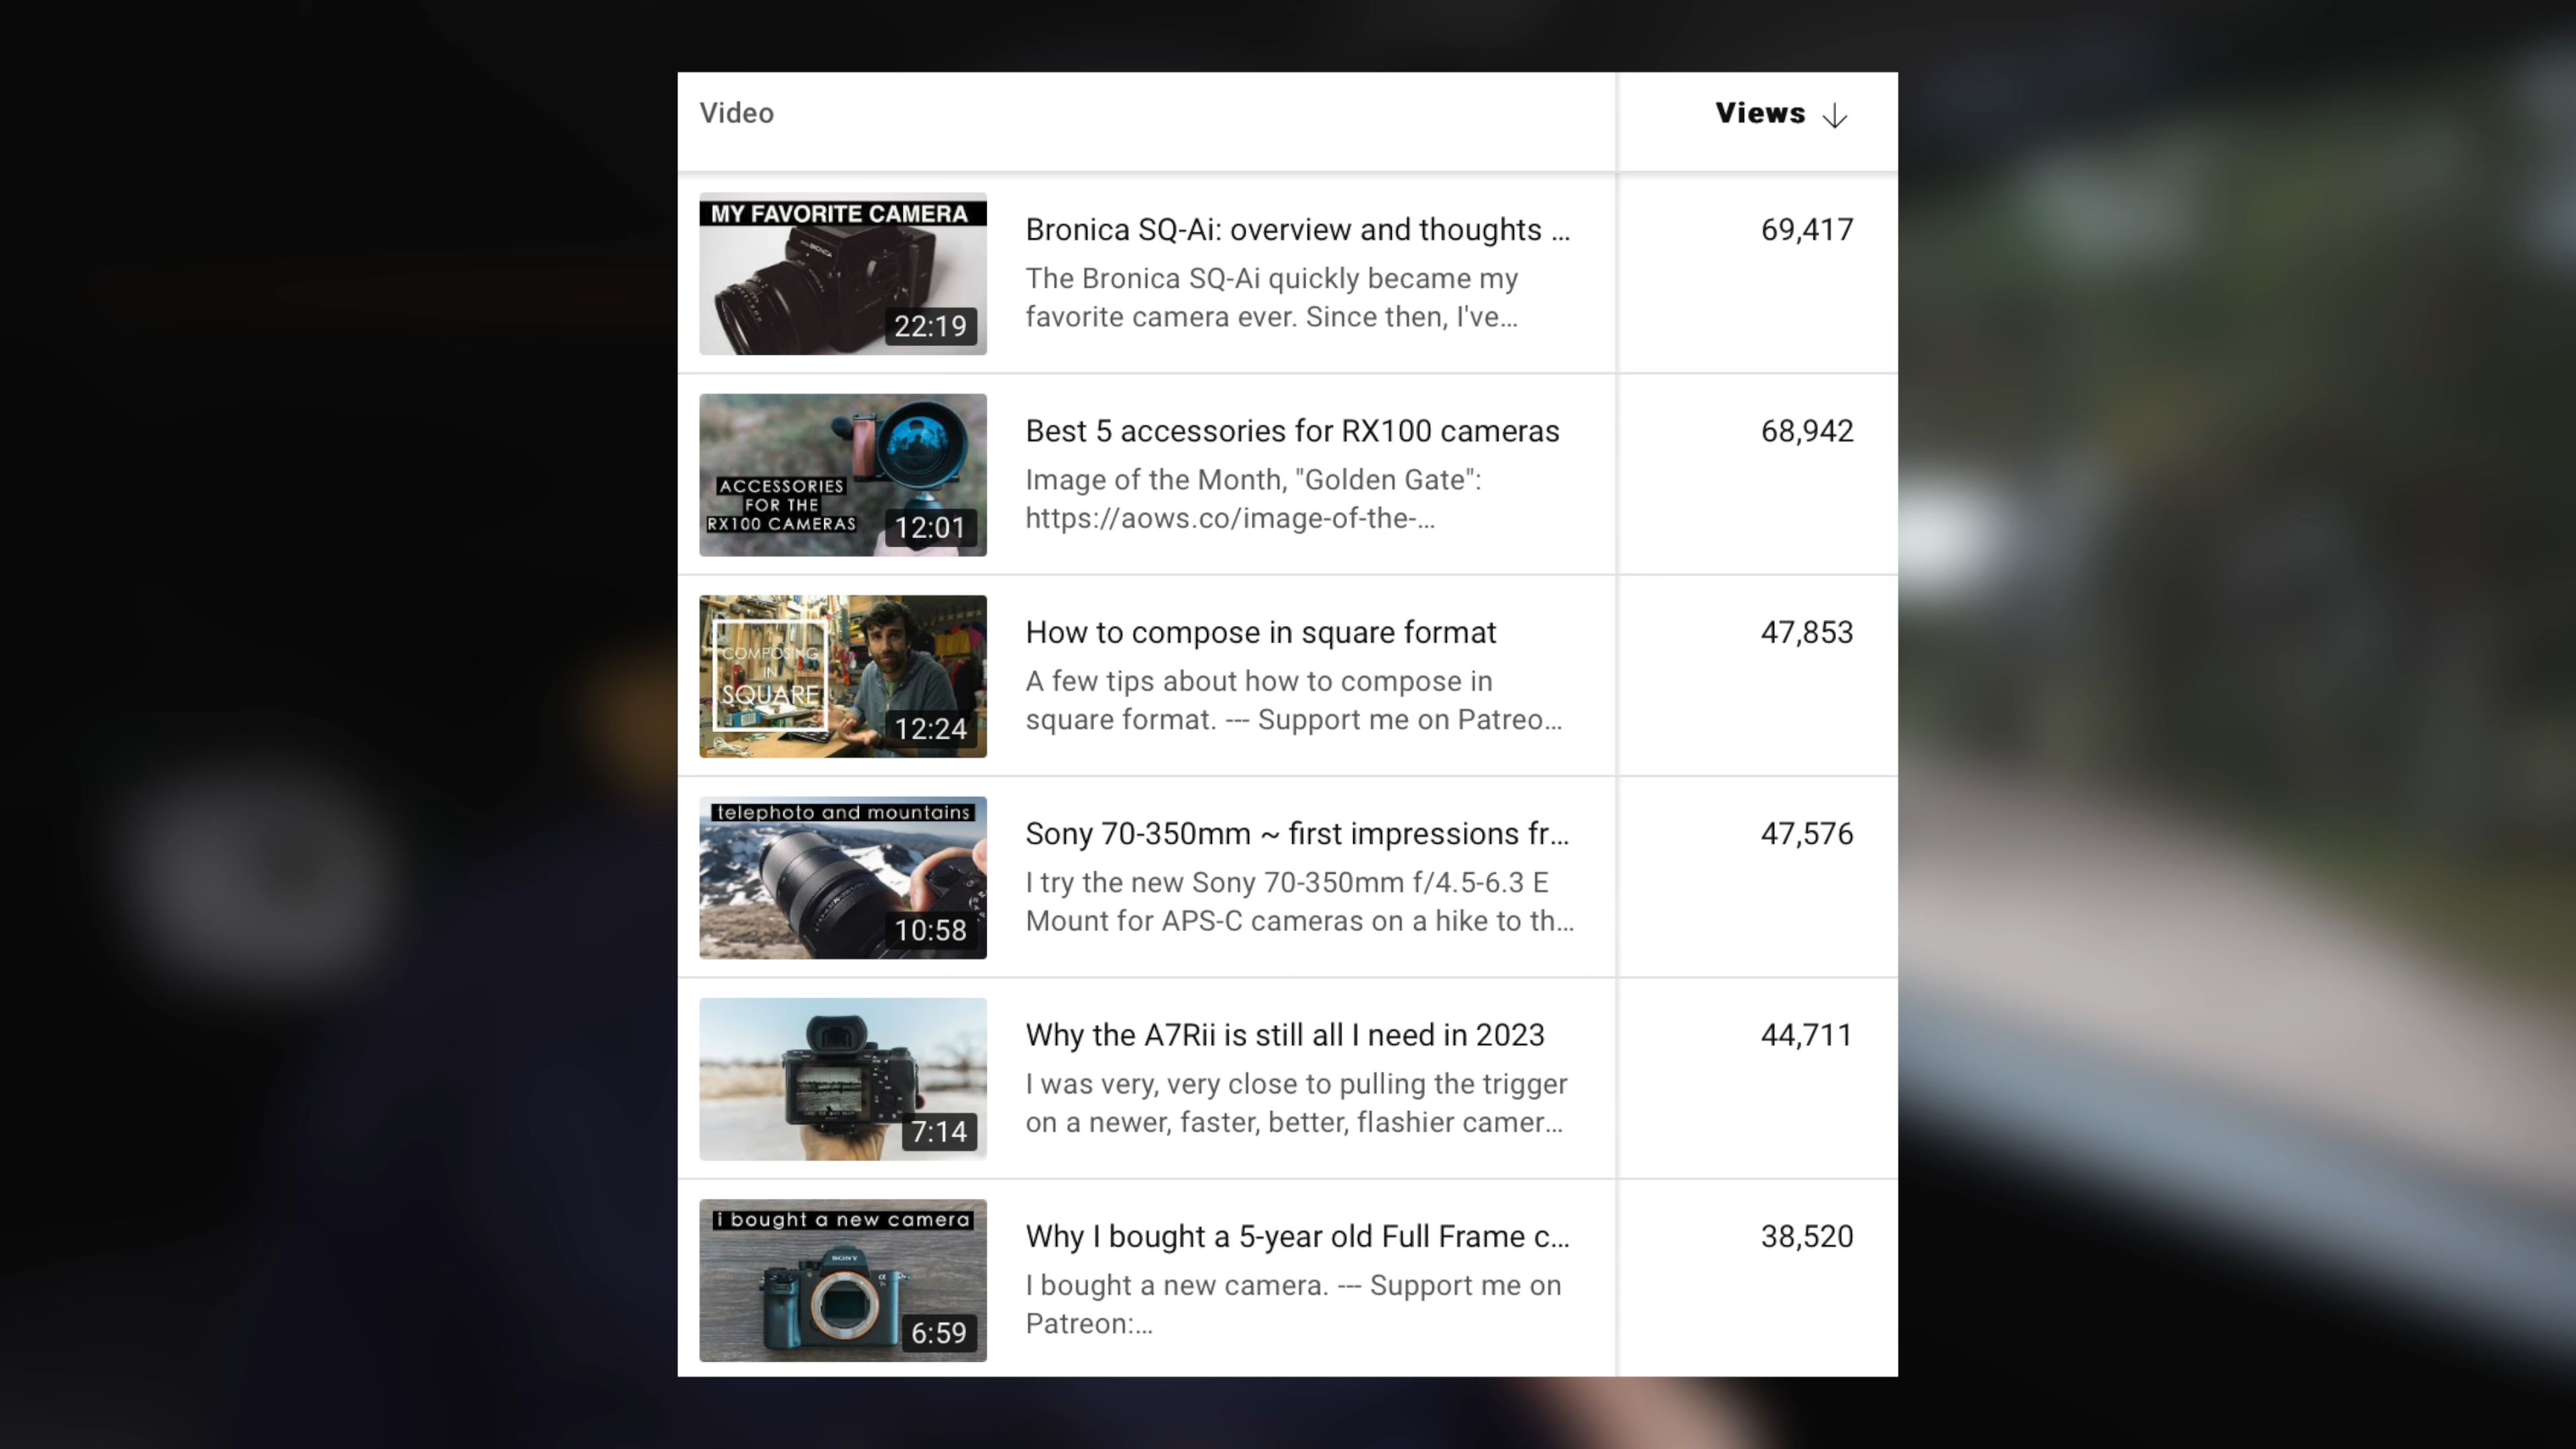 Video
Views
MY FAVORITE CAMERA
BRONICA
22:19
Bronica SQ-Ai: overview and thoughts ...
69,417
The Bronica SQ-Ai quickly became my
favorite camera ever. Since then, I've...
ACCESSORIES
FOR THE
RX100 CAMERAS
12:01
Best 5 accessories for RX100 cameras
68,942
Image of the Month, "Golden Gate":
https://aows.co/image-of-the-...
COMPOSING
IN
SQUARE
12:24
How to compose in square format
47,853
A few tips about how to compose in
square format. --- Support me on Patreo...
telephoto and mountains
10:58
Sony 70-350mm ~ first impressions fr...
47,576
I try the new Sony 70-350mm f/4.5-6.3 E
Mount for APS-C cameras on a hike to th...
7:14
Why the A7Rii is still all I need in 2023
44,711
I was very, very close to pulling the trigger
on a newer, faster, better, flashier camer...
i bought a new camera
SONY
6:59
Why I bought a 5-year old Full Frame c...
38,520
I bought a new camera. --- Support me on
Patreon:...